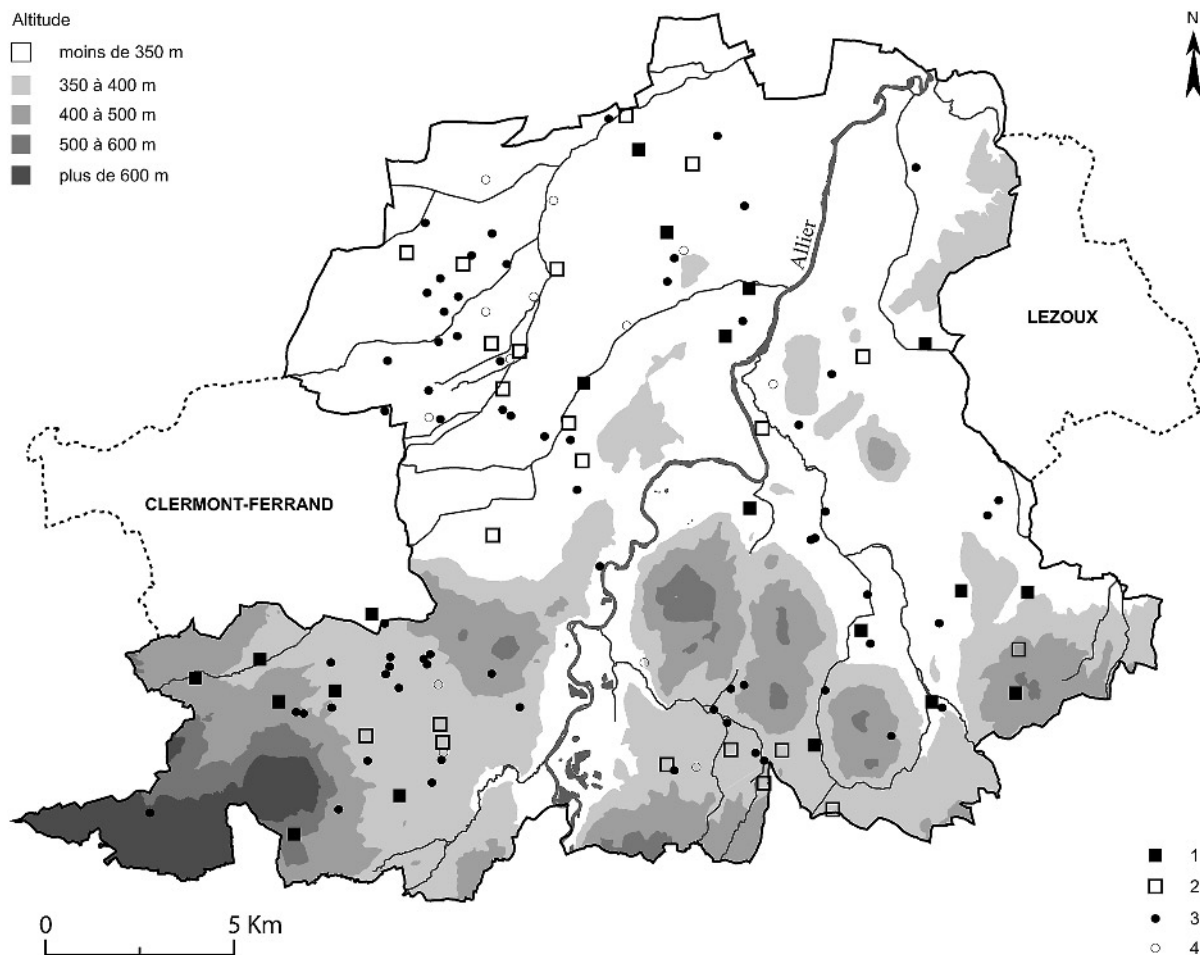 Altitude
moins de 350 m
350 à 400 m
400 à 500 m
500 à 600 m
plus de 600 m
N
Allier
LEZOUX
CLERMONT-FERRAND
0 5 Km
1
2
3
4